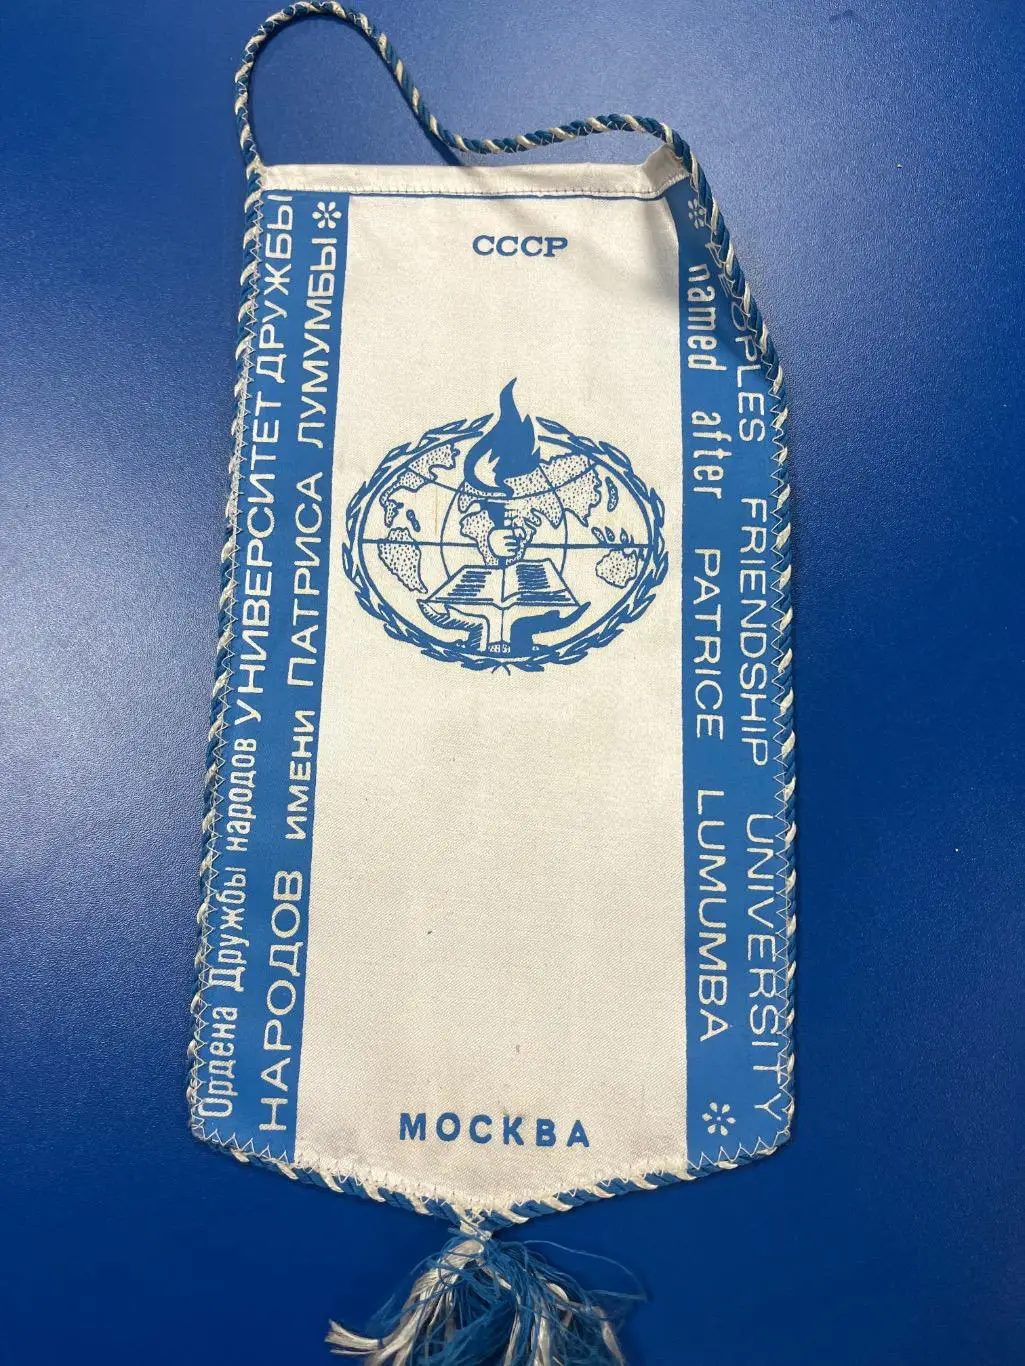 СССР
Ордена Дружбы народов УНИВЕРСИТЕТ ДРУЖБЫ
НАРОДОВ ИМЕНИ ПАТРИСА ЛУМУМБЫ
PEOPLES FRIENDSHIP UNIVERSITY
named after PATRICE LUMUMBA
МОСКВА